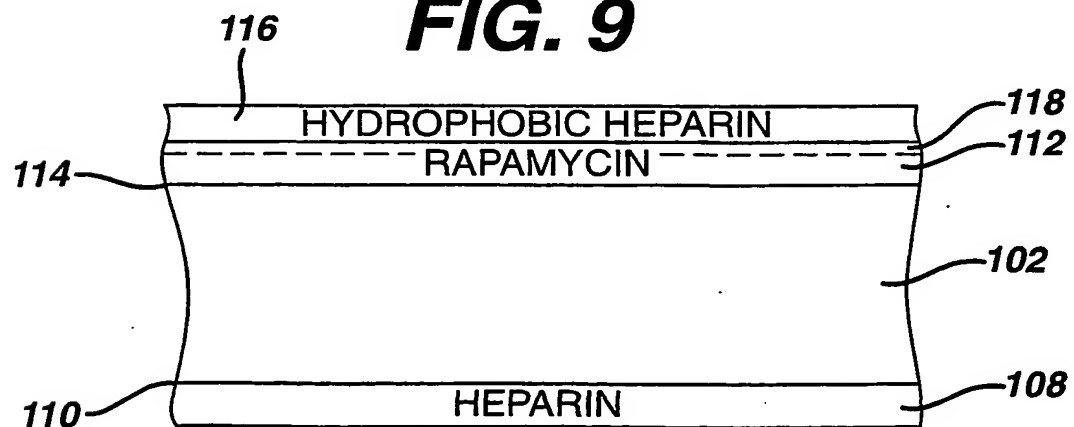 FIG. 9
116
HYDROPHOBIC HEPARIN
118
RAPAMYCIN
112
114
102
110
HEPARIN
108